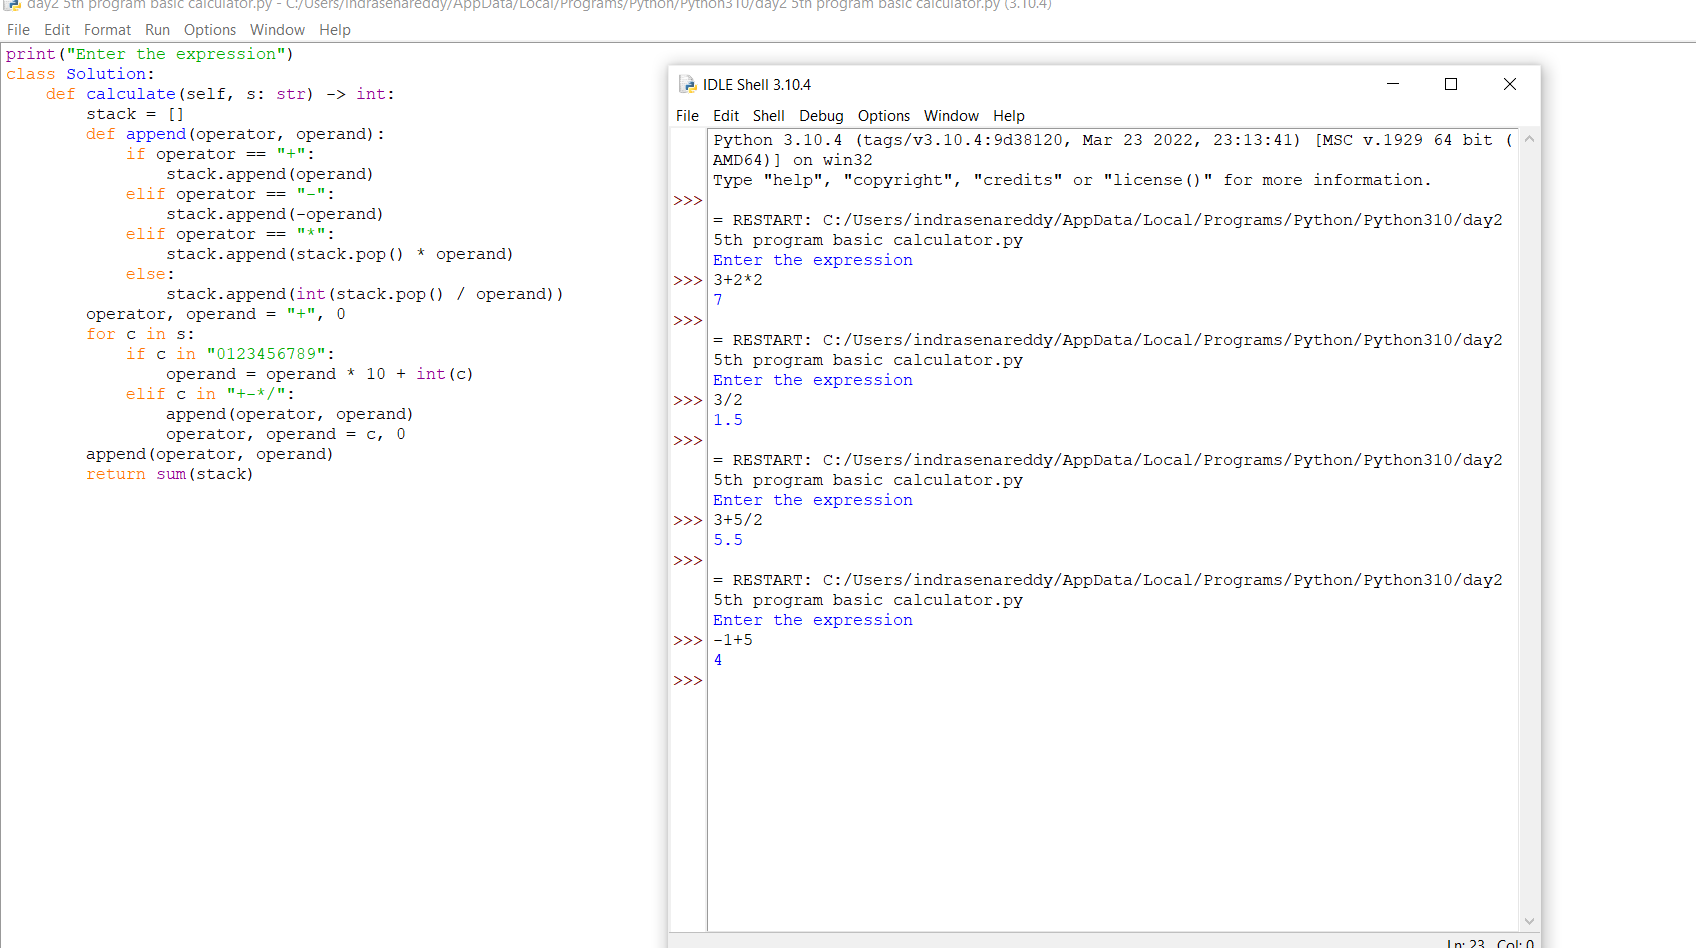 day2 5th program basic calculator.py - C:/Users/indrasenareddy/AppData/Local/Programs/Python/Python310/day2 5th program basic calculator.py (3.10.4)
File Edit Format Run Options Window Help
print("Enter the expression")
class Solution:
    def calculate(self, s: str) -> int:
        stack = []
        def append(operator, operand):
            if operator == "+":
                stack.append(operand)
            elif operator == "-":
                stack.append(-operand)
            elif operator == "*":
                stack.append(stack.pop() * operand)
            else:
                stack.append(int(stack.pop() / operand))
        operator, operand = "+", 0
        for c in s:
            if c in "0123456789":
                operand = operand * 10 + int(c)
            elif c in "+-*/":
                append(operator, operand)
                operator, operand = c, 0
        append(operator, operand)
        return sum(stack)
IDLE Shell 3.10.4
File Edit Shell Debug Options Window Help
Python 3.10.4 (tags/v3.10.4:9d38120, Mar 23 2022, 23:13:41) [MSC v.1929 64 bit (
AMD64)] on win32
Type "help", "copyright", "credits" or "license()" for more information.
>>>
= RESTART: C:/Users/indrasenareddy/AppData/Local/Programs/Python/Python310/day2
5th program basic calculator.py
Enter the expression
>>> 3+2*2
7
>>>
= RESTART: C:/Users/indrasenareddy/AppData/Local/Programs/Python/Python310/day2
5th program basic calculator.py
Enter the expression
>>> 3/2
1.5
>>>
= RESTART: C:/Users/indrasenareddy/AppData/Local/Programs/Python/Python310/day2
5th program basic calculator.py
Enter the expression
>>> 3+5/2
5.5
>>>
= RESTART: C:/Users/indrasenareddy/AppData/Local/Programs/Python/Python310/day2
5th program basic calculator.py
Enter the expression
>>> -1+5
4
>>>
Ln: 23 Col: 0